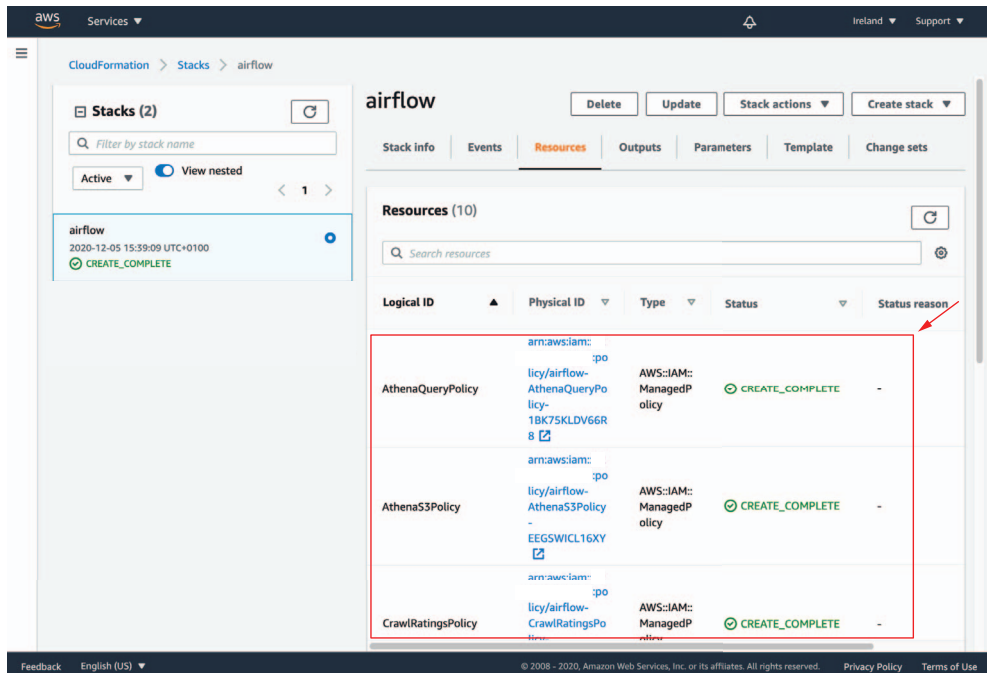 aws Services ▼ Ireland ▼ Support ▼
CloudFormation > Stacks > airflow
Stacks (2)
Filter by stack name
Active ▼ View nested
< 1 >
airflow
2020-12-05 15:39:09 UTC+0100
CREATE_COMPLETE
airflow Delete Update Stack actions ▼ Create stack ▼
Stack info Events Resources Outputs Parameters Template Change sets
Resources (10)
Search resources
Logical ID ▲ Physical ID ▽ Type ▽ Status ▽ Status reason
arn:aws:iam::
:po
licy/airflow- AWS::IAM::
AthenaQueryPolicy AthenaQueryPo ManagedP CREATE_COMPLETE -
licy- olicy
1BK75KLDV66R
8
arn:aws:iam::
:po
licy/airflow- AWS::IAM::
AthenaS3Policy AthenaS3Policy ManagedP CREATE_COMPLETE -
- olicy
EEGSWICL16XY
arn:aws:iam::
:po
licy/airflow- AWS::IAM::
CrawlRatingsPolicy CrawlRatingsPo ManagedP CREATE_COMPLETE -
licy- olicy
Feedback English (US) ▼ © 2008 - 2020, Amazon Web Services, Inc. or its affiliates. All rights reserved. Privacy Policy Terms of Use